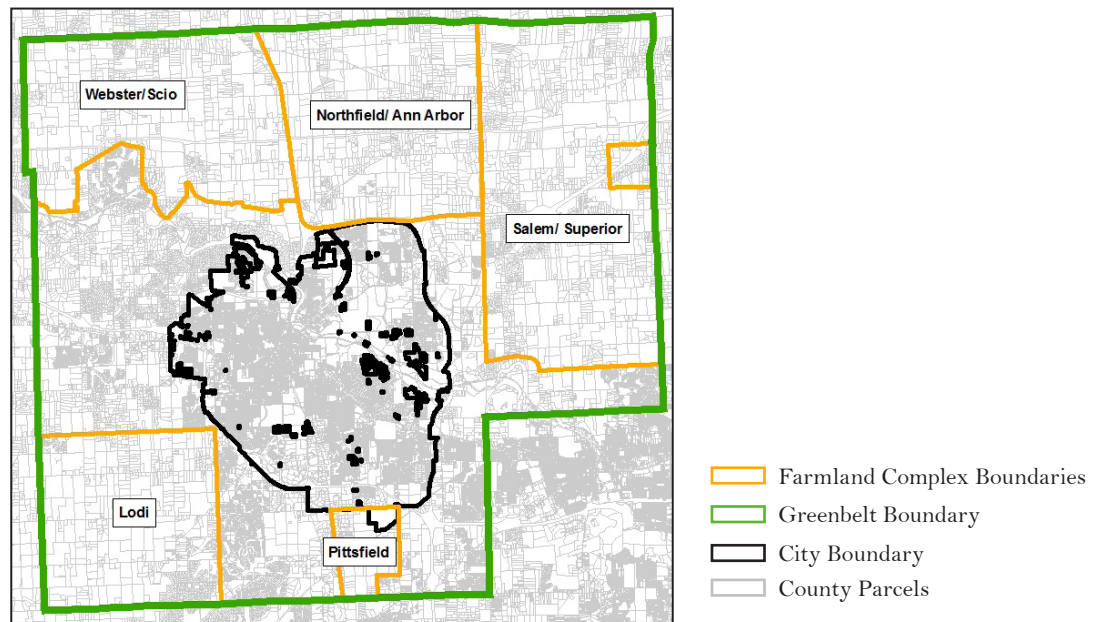 Webster/Scio
Northfield/ Ann Arbor
Salem/ Superior
Lodi
Pittsfield
Farmland Complex Boundaries
Greenbelt Boundary
City Boundary
County Parcels